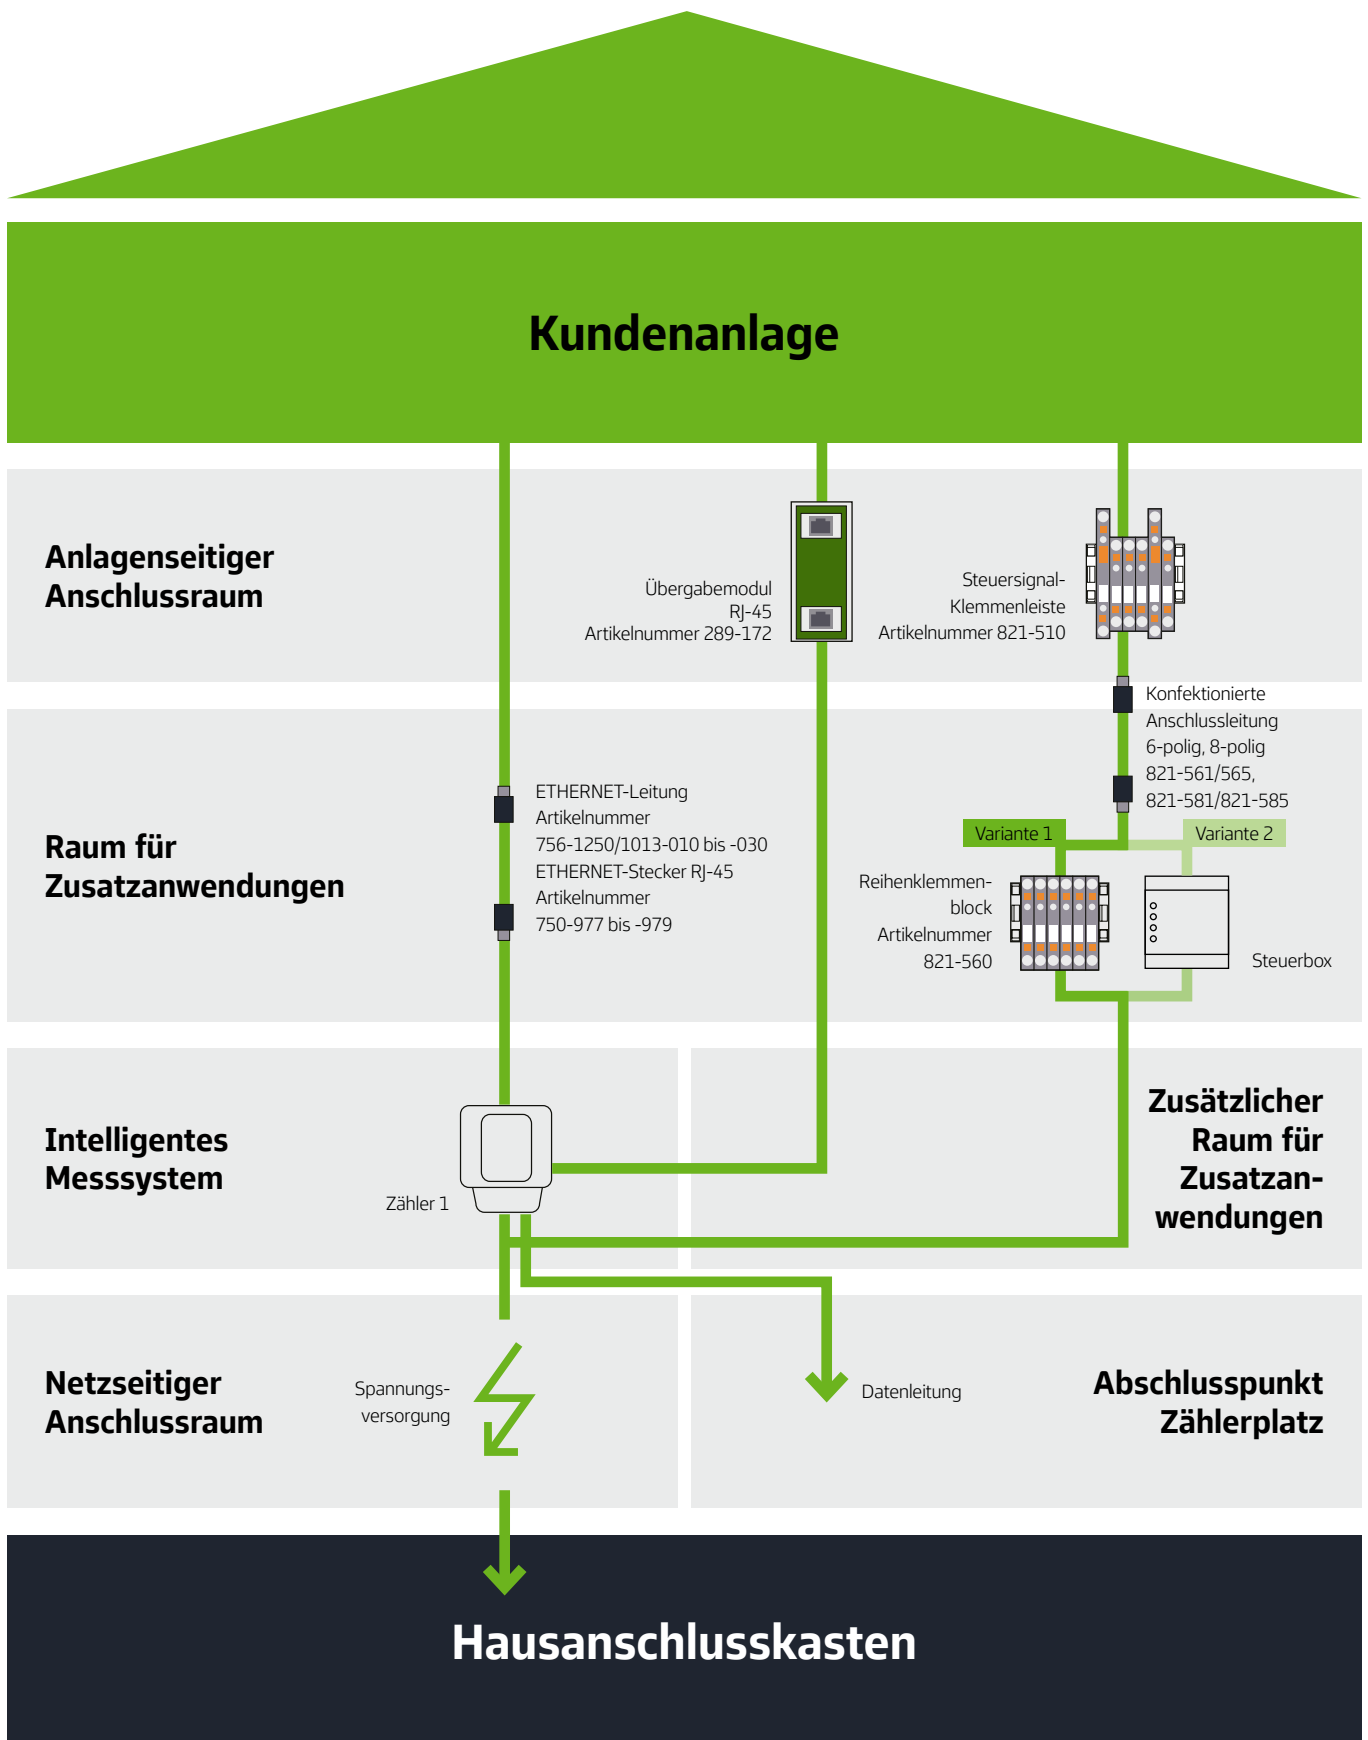 Kundenanlage
Anlagenseitiger
Anschlussraum
Übergabemodul
RJ-45
Artikelnummer 289-172
Steuersignal-
Klemmenleiste
Artikelnummer 821-510
Konfektionierte
Anschlussleitung
6-polig, 8-polig
821-561/565,
821-581/821-585
Raum für
Zusatzanwendungen
ETHERNET-Leitung
Artikelnummer
756-1250/1013-010 bis -030
ETHERNET-Stecker RJ-45
Artikelnummer
750-977 bis -979
Variante 1
Variante 2
Reihenklemmen-
block
Artikelnummer
821-560
Steuerbox
Intelligentes
Messsystem
Zähler 1
Zusätzlicher
Raum für
Zusatzan-
wendungen
Netzseitiger
Anschlussraum
Spannungs-
versorgung
Datenleitung
Abschlusspunkt
Zählerplatz
Hausanschlusskasten